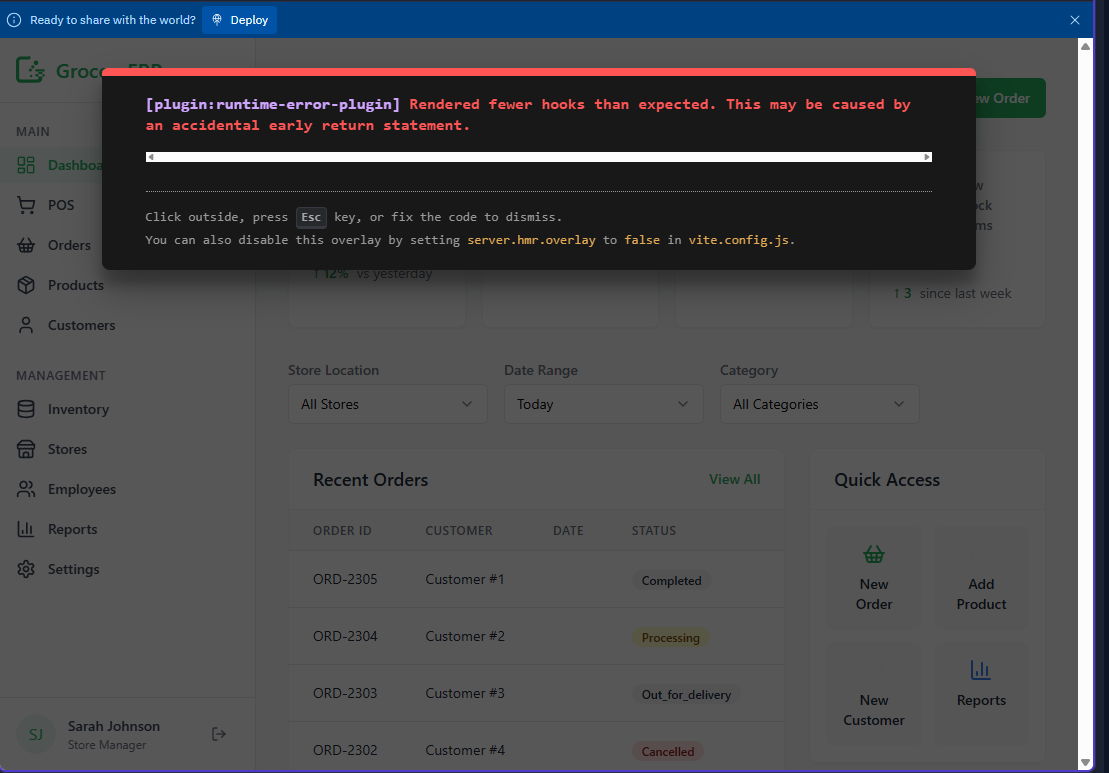 Ready to share with the world? Deploy
[plugin:runtime-error-plugin] Rendered fewer hooks than expected. This may be caused by
an accidental early return statement.
Click outside, press Esc key, or fix the code to dismiss.
You can also disable this overlay by setting server.hmr.overlay to false in vite.config.js.
MAIN
POS
Orders
Products
Customers
MANAGEMENT
Inventory
Stores
Employees
Reports
Settings
SJ
Sarah Johnson
Store Manager
Order
↑ 12% vs yesterday
↑ 3 since last week
Store Location
Date Range
Category
All Stores
Today
All Categories
Recent Orders
View All
ORDER ID CUSTOMER DATE STATUS
ORD-2305 Customer #1 Completed
ORD-2304 Customer #2 Processing
ORD-2303 Customer #3 Out_for_delivery
ORD-2302 Customer #4 Cancelled
Quick Access
New
Order
Add
Product
New
Customer
Reports